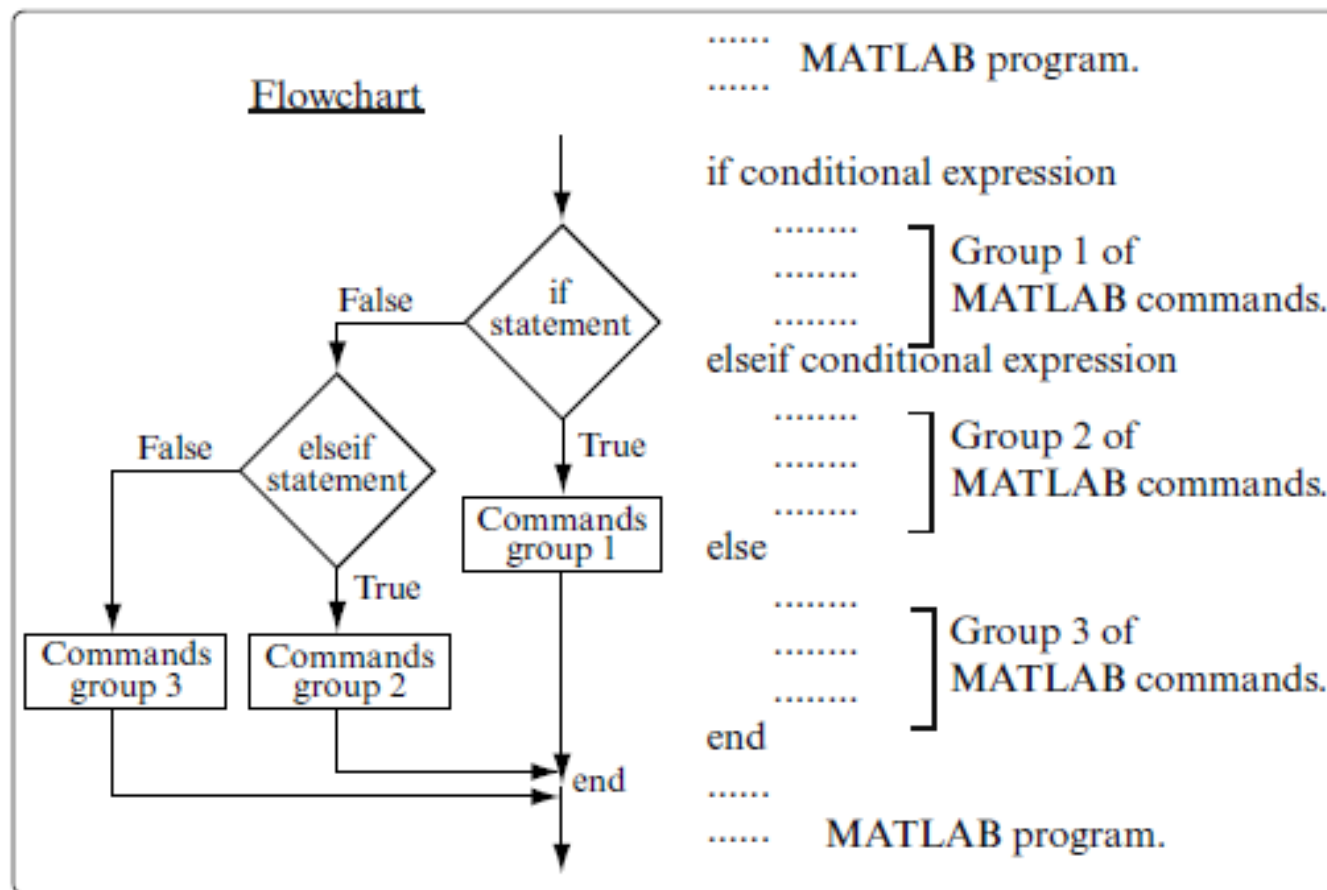 Flowchart
False
if
statement
False
elseif
statement
True
Commands
group 1
True
Commands
group 3
Commands
group 2
end
...... MATLAB program.
......
if conditional expression
........
........
........
Group 1 of
MATLAB commands.
elseif conditional expression
........
........
........
Group 2 of
MATLAB commands.
else
........
........
........
Group 3 of
MATLAB commands.
end
......
...... MATLAB program.